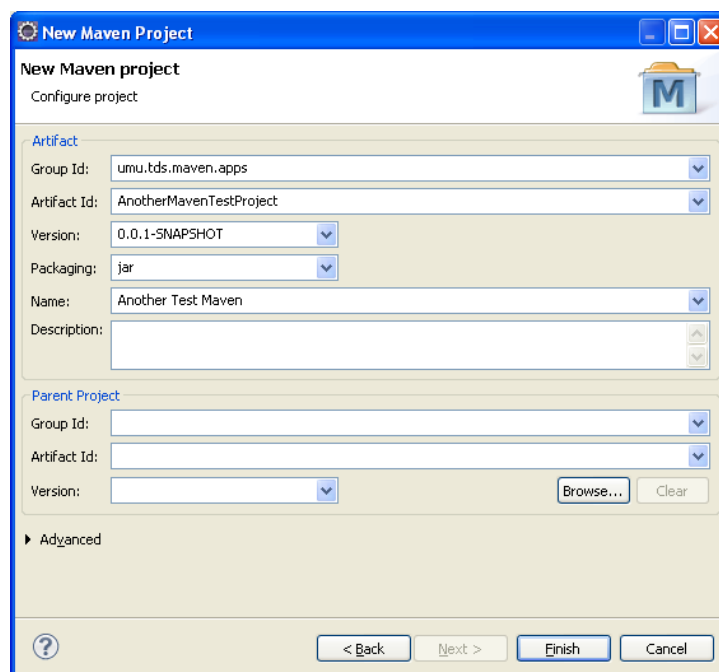 New Maven Project
New Maven project
Configure project
M
Artifact
Group Id: umu.tds.maven.apps
Artifact Id: AnotherMavenTestProject
Version: 0.0.1-SNAPSHOT
Packaging: jar
Name: Another Test Maven
Description:
Parent Project
Group Id:
Artifact Id:
Version: Browse... Clear
Advanced
? < Back Next > Finish Cancel